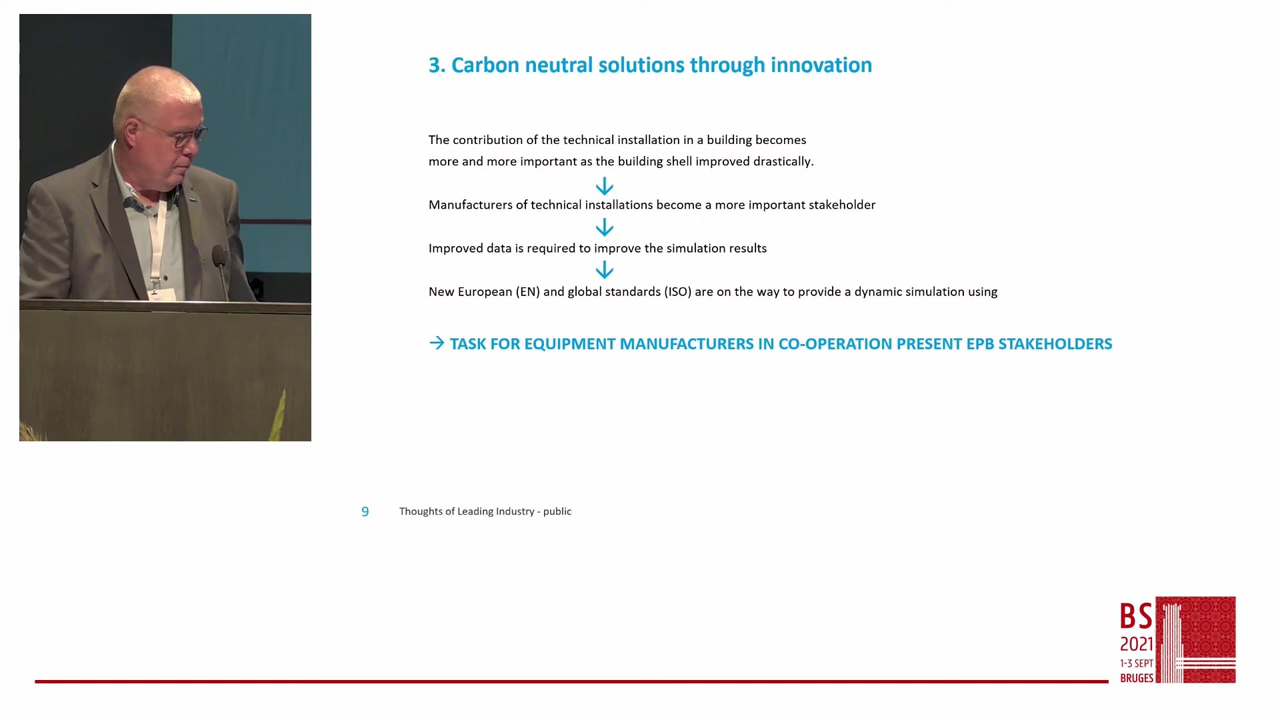 3. Carbon neutral solutions through innovation
The contribution of the technical installation in a building becomes
more and more important as the building shell improved drastically.
Manufacturers of technical installations become a more important stakeholder
Improved data is required to improve the simulation results
New European (EN) and global standards (ISO) are on the way to provide a dynamic simulation using
→ TASK FOR EQUIPMENT MANUFACTURERS IN CO-OPERATION PRESENT EPB STAKEHOLDERS
9 Thoughts of Leading Industry - public
BS
2021
1-3 SEPT
BRUGES